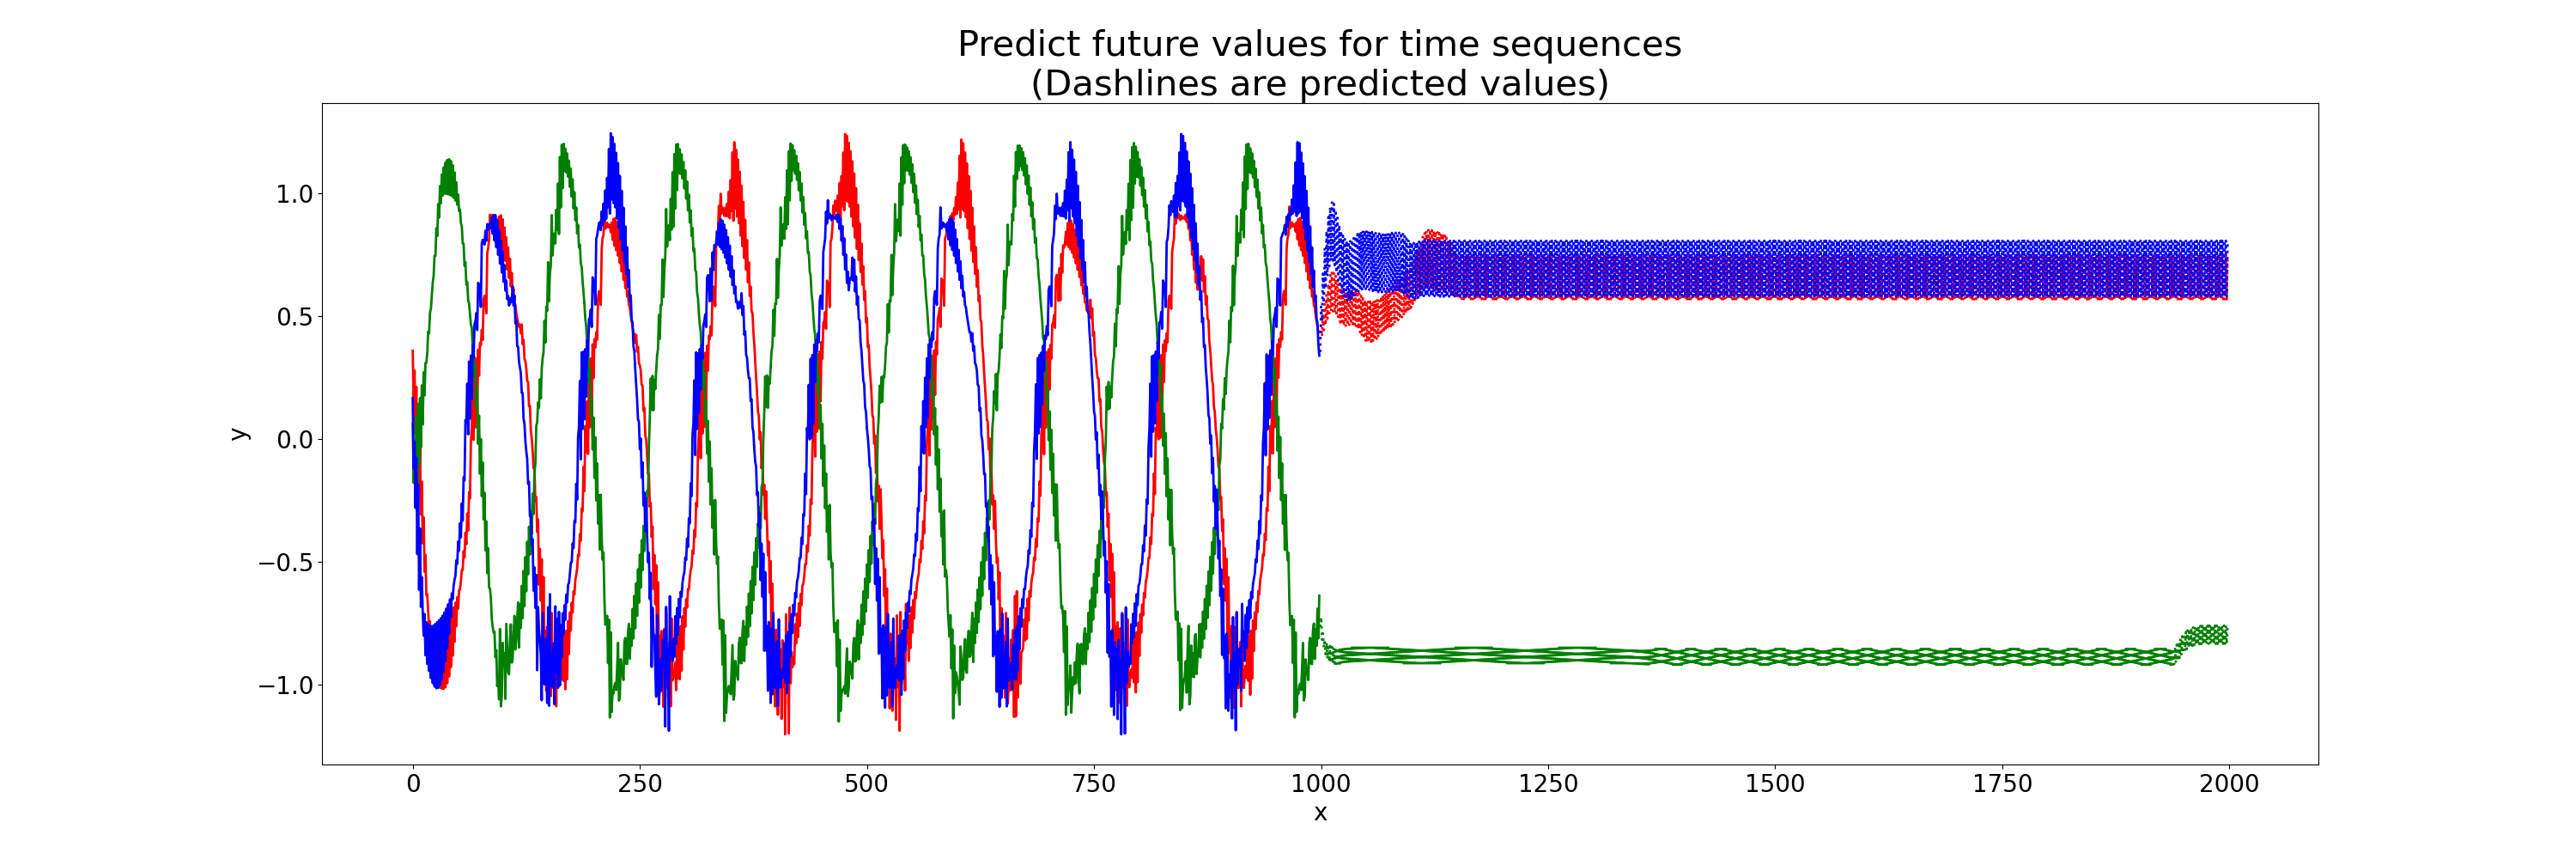 Predict future values for time sequences
(Dashlines are predicted values)
1.0
0.5
0.0
−0.5
−1.0
y
0 250 500 750 1000 1250 1500 1750 2000
x